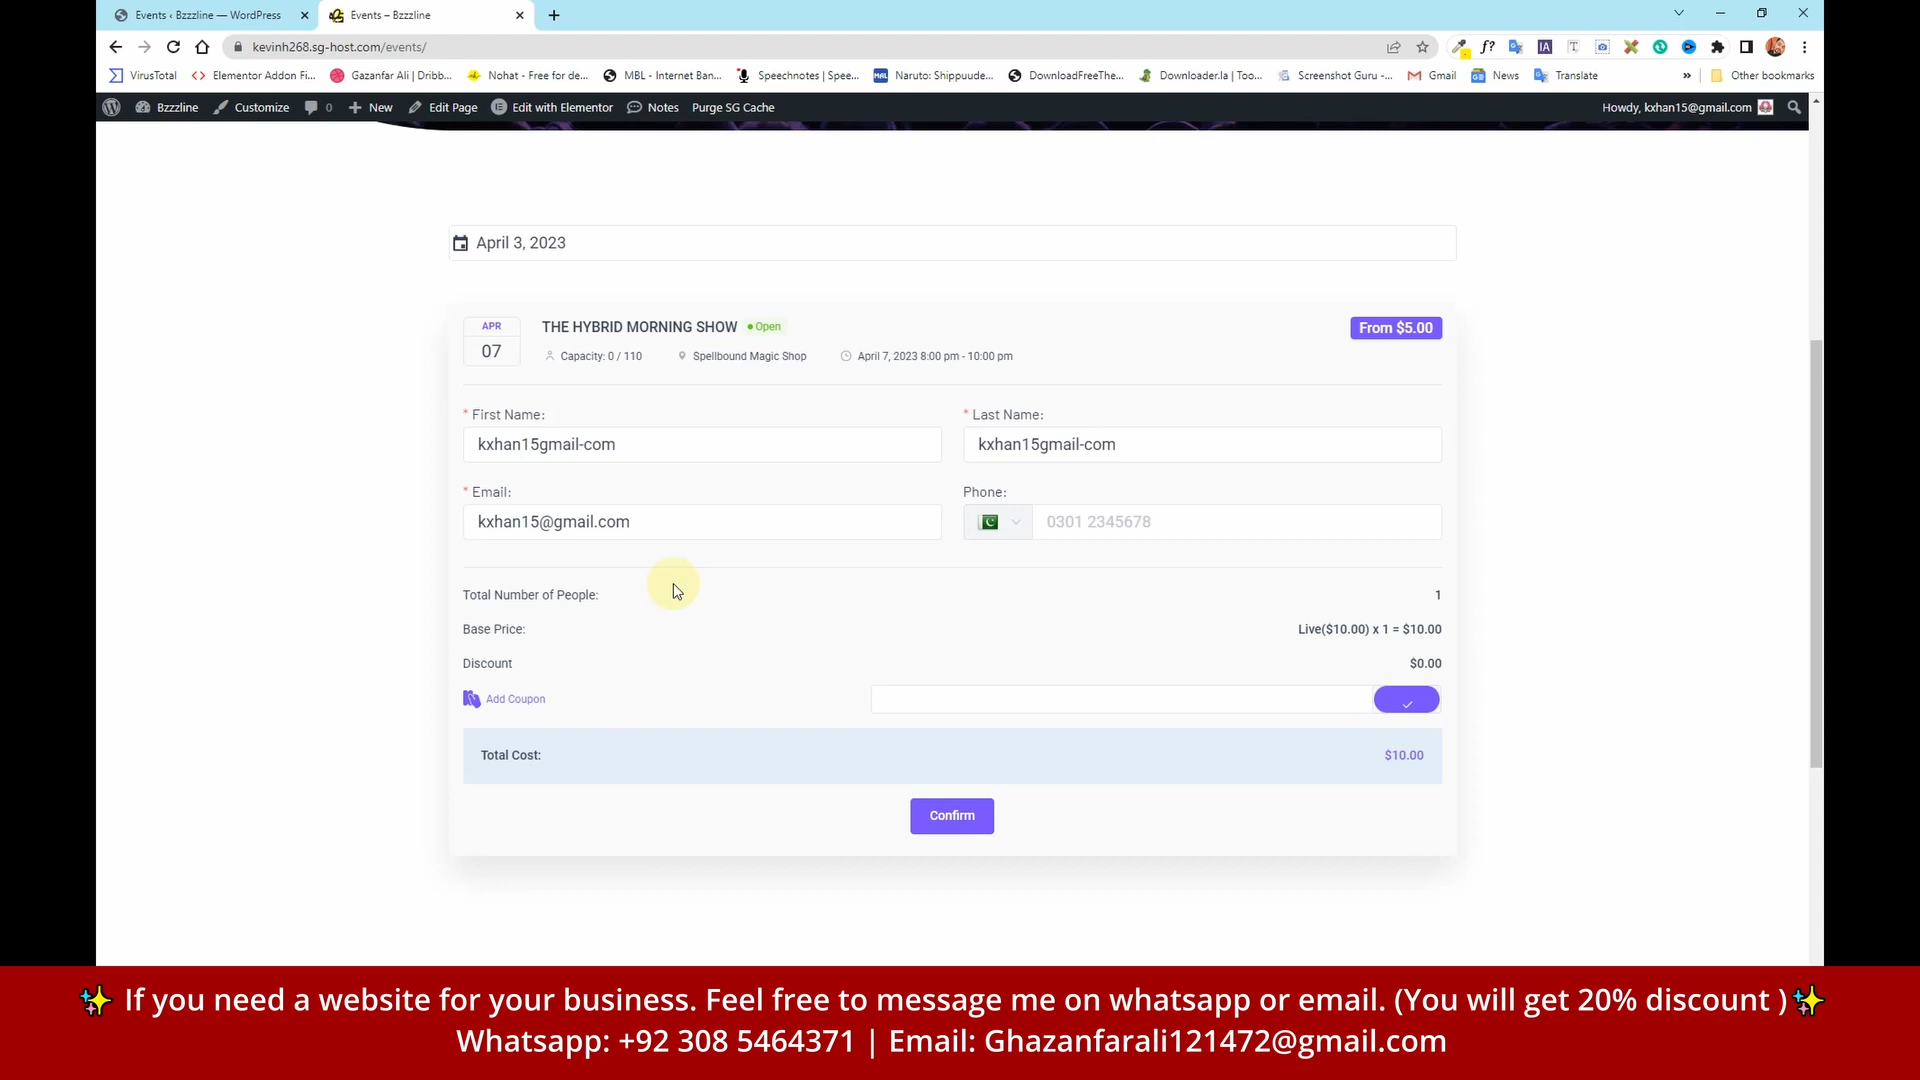 Events ‹ Bzzzline — WordPress
Events – Bzzzline
kevinh268.sg-host.com/events/
VirusTotal
Elementor Addon Fi...
Gazanfar Ali | Dribb...
Nohat - Free for de...
MBL - Internet Ban...
Speechnotes | Spee...
Naruto: Shippuude...
DownloadFreeThe...
Downloader.la | Too...
Screenshot Guru -...
Gmail
News
Translate
»
Other bookmarks
Bzzzline
Customize
0
New
Edit Page
Edit with Elementor
Notes
Purge SG Cache
Howdy, kxhan15@gmail.com
April 3, 2023
APR
07
THE HYBRID MORNING SHOW
Open
From $5.00
Capacity: 0 / 110
Spellbound Magic Shop
April 7, 2023 8:00 pm - 10:00 pm
* First Name:
* Last Name:
kxhan15gmail-com
kxhan15gmail-com
* Email:
Phone:
kxhan15@gmail.com
0301 2345678
Total Number of People:
1
Base Price:
Live($10.00) x 1 = $10.00
Discount
$0.00
Add Coupon
Total Cost:
$10.00
Confirm
✨ If you need a website for your business. Feel free to message me on whatsapp or email. (You will get 20% discount )✨
Whatsapp: +92 308 5464371 | Email: Ghazanfarali121472@gmail.com